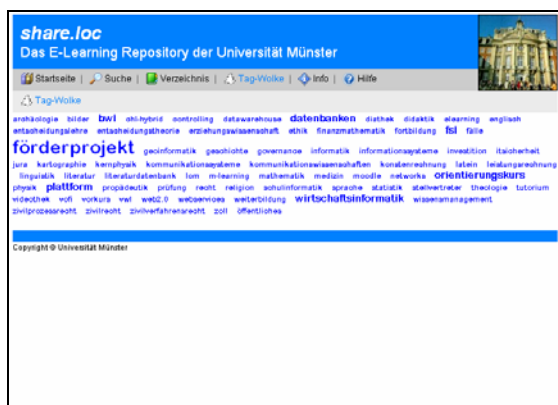 share.loc
Das E-Learning Repository der Universität Münster
Startseite | Suche | Verzeichnis | Tag-Wolke | Info | Hilfe
Tag-Wolke
archäologie bilder bwl chl-hybrid controlling datawarehouse datenbanken diathek didaktik elearning englisch
entscheidungslehre entscheidungstheorie erziehungswissenschaft ethik finanzmathematik fortbildung fsi fälle
förderprojekt geoinformatik geschichte governance informatik informationssysteme investition itsicherheit
jura kartographie kernphysik kommunikationssysteme kommunikationswissenschaften kostenrechnung latein leistungsrechnung
linguistik literatur literaturdatenbank lom m-learning mathematik medizin moodle networks orientierungskurs
physik plattform propädeutik prüfung recht religion schulinformatik sprache statistik stellvertreter theologie tutorium
videothek vofi vorkurs vwl web2.0 webservices weiterbildung wirtschaftsinformatik wissensmanagement
zivilprozessrecht zivilrecht zivilverfahrensrecht zoll öffentliches
Copyright © Universität Münster